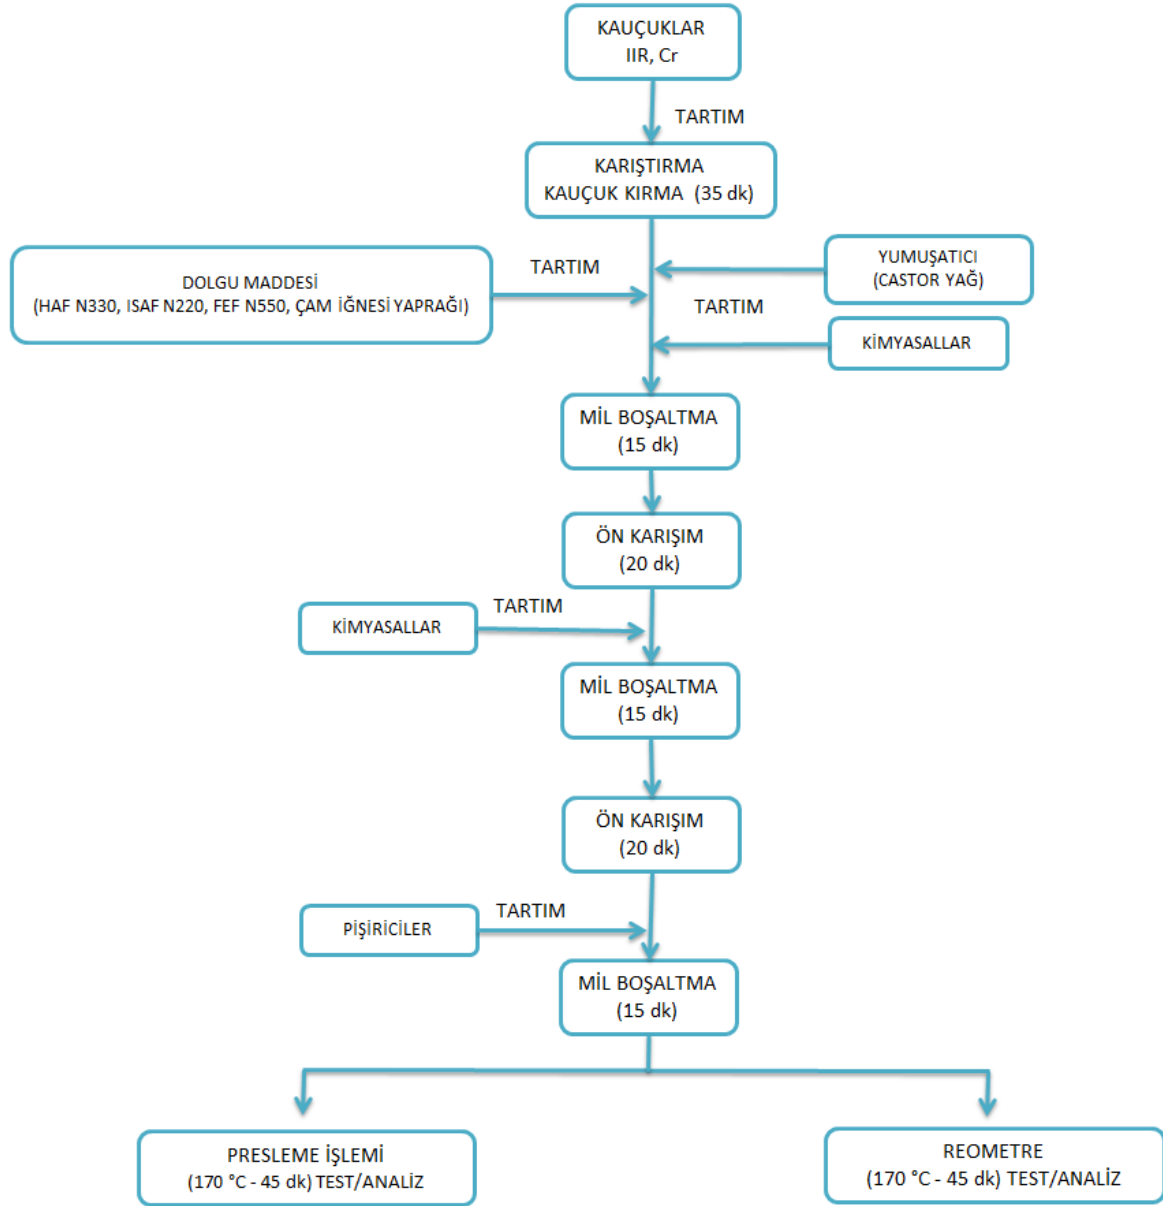 KAUÇUKLAR
IIR, Cr
TARTIM
KARIŞTIRMA
KAUÇUK KIRMA (35 dk)
DOLGU MADDESİ
(HAF N330, ISAF N220, FEF N550, ÇAM İĞNESİ YAPRAĞI)
TARTIM
YUMUŞATICI
(CASTOR YAĞ)
TARTIM
KİMYASALLAR
MİL BOŞALTMA
(15 dk)
ÖN KARIŞIM
(20 dk)
TARTIM
KİMYASALLAR
MİL BOŞALTMA
(15 dk)
ÖN KARIŞIM
(20 dk)
TARTIM
PİŞİRİCİLER
MİL BOŞALTMA
(15 dk)
PRESLEME İŞLEMİ
(170 °C - 45 dk) TEST/ANALİZ
REOMETRE
(170 °C - 45 dk) TEST/ANALİZ